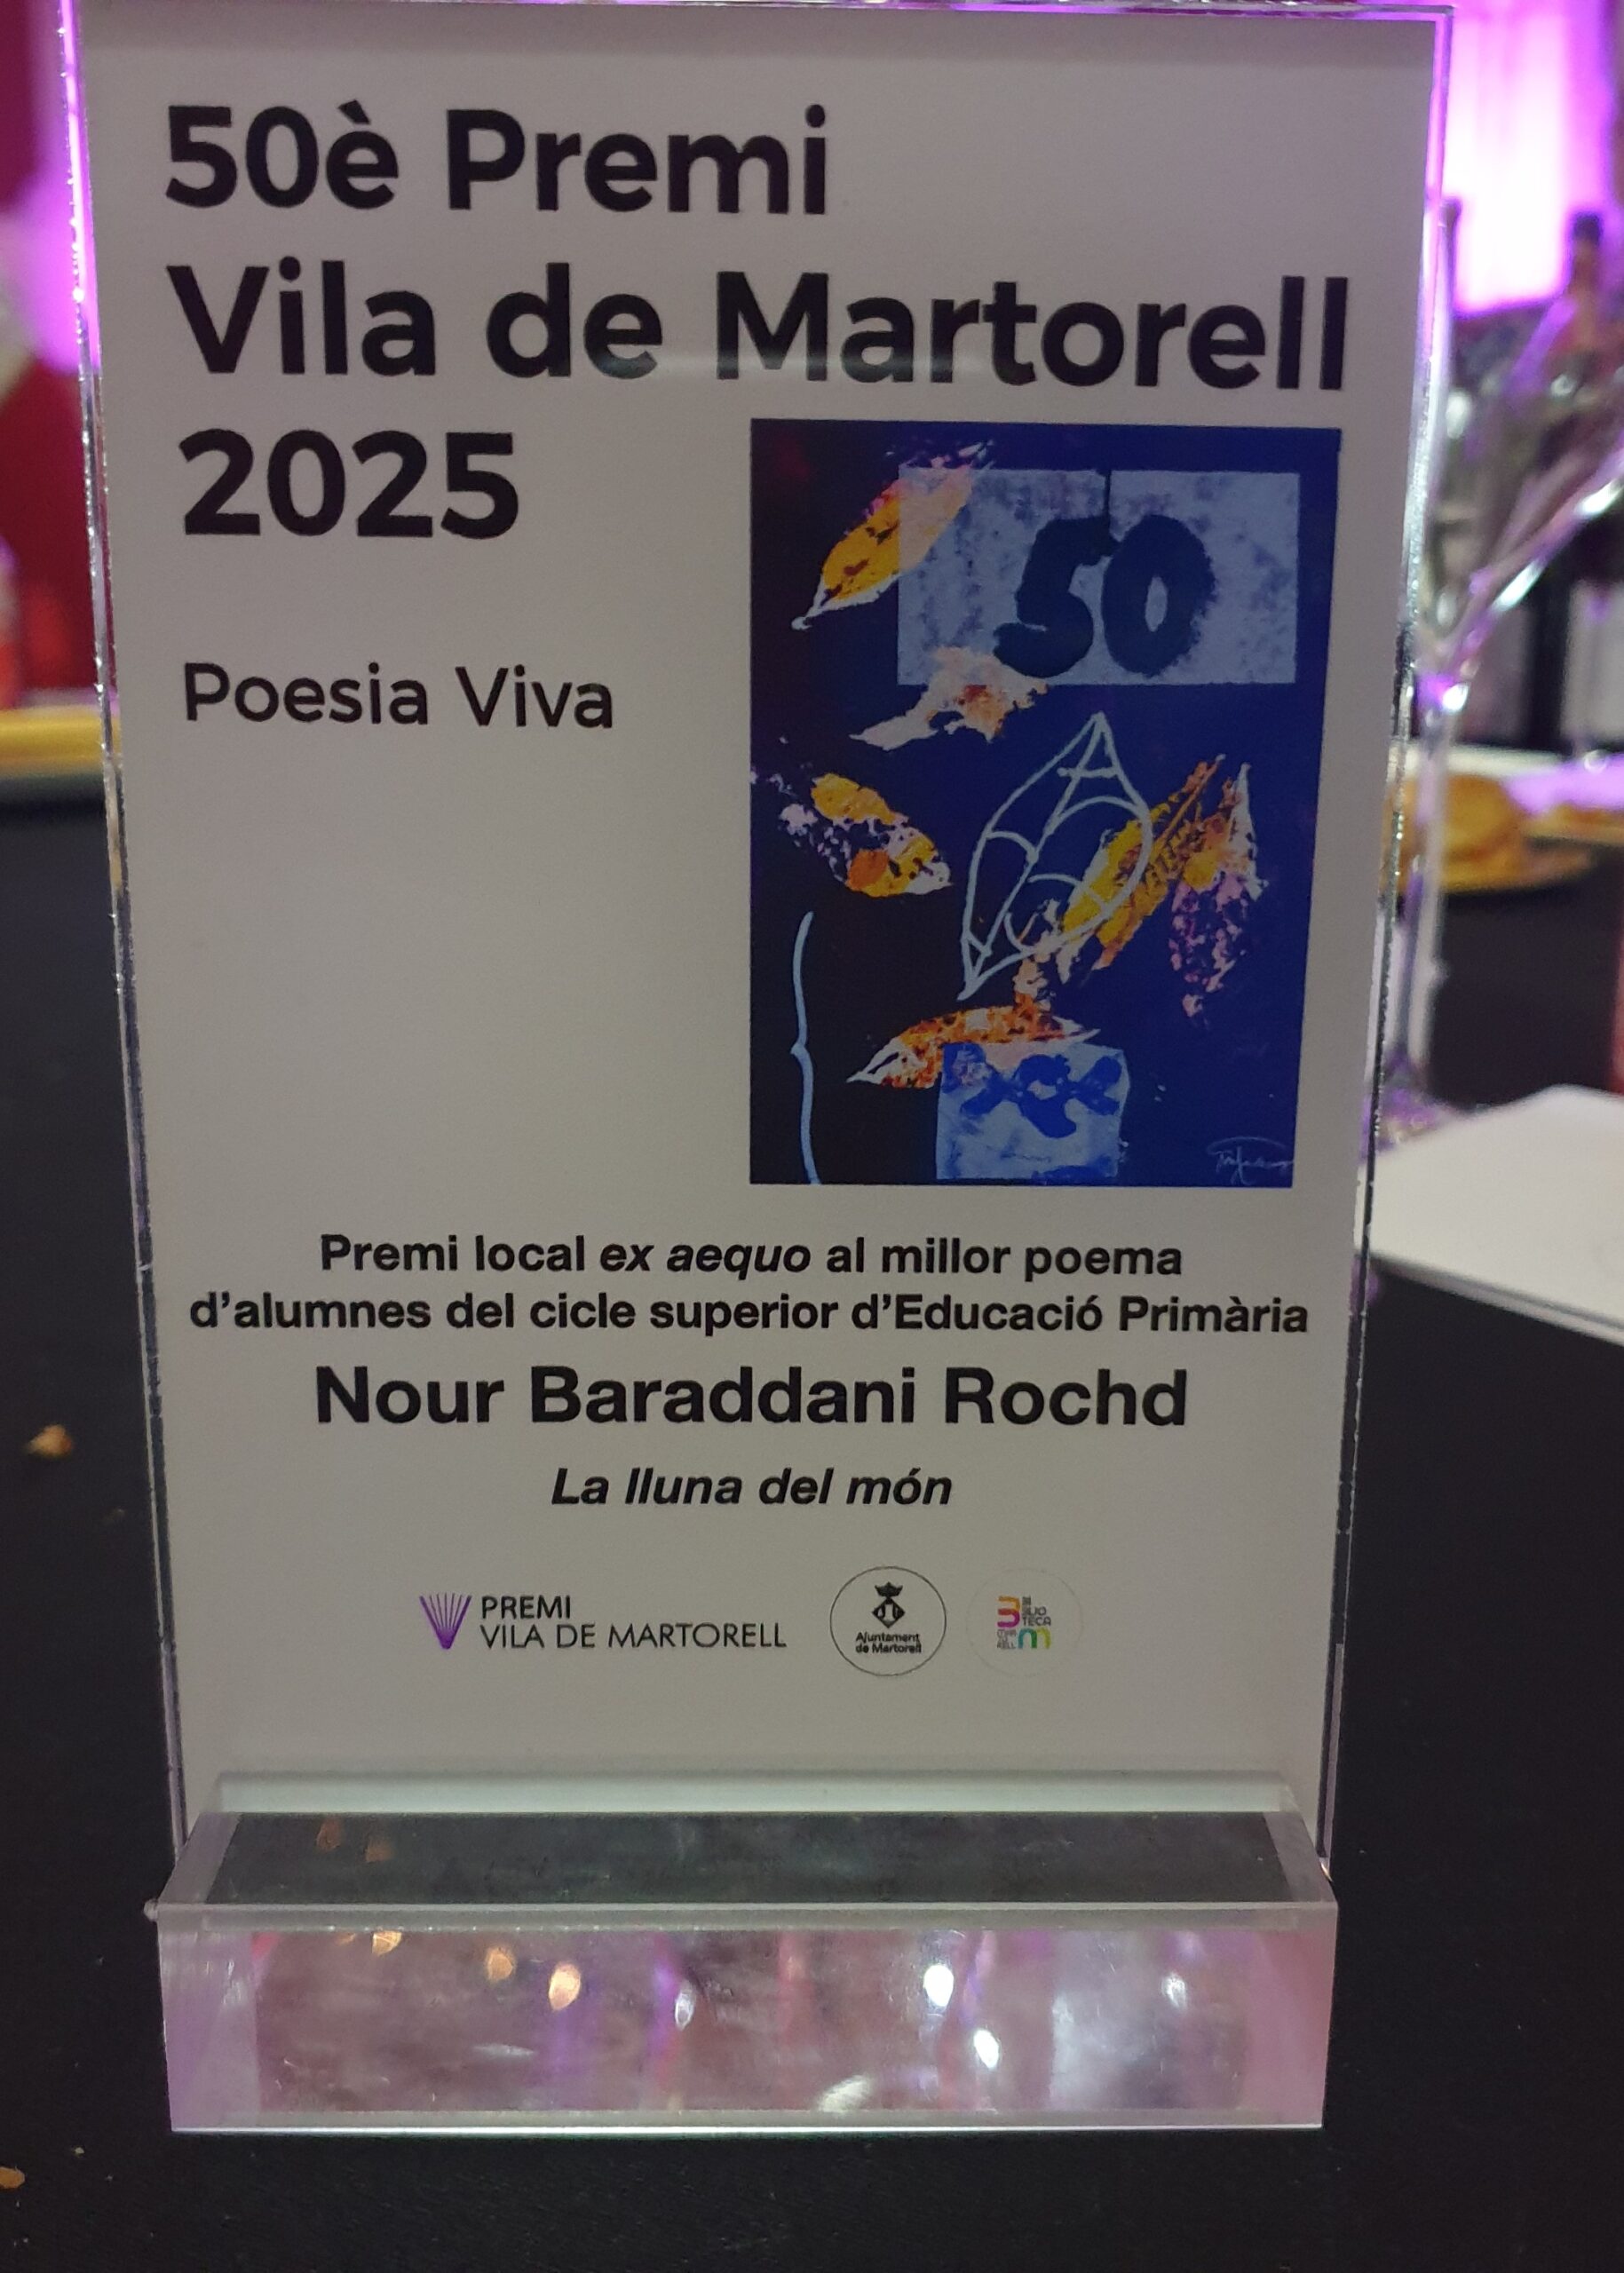 50è Premi
Vila de Martorell
2025
50
Poesia Viva
Premi local ex aequo al millor poema
d’alumnes del cicle superior d’Educació Primària
Nour Baraddani Rochd
La lluna del món
PREMI
VILA DE MARTORELL
Ajuntament
de Martorell